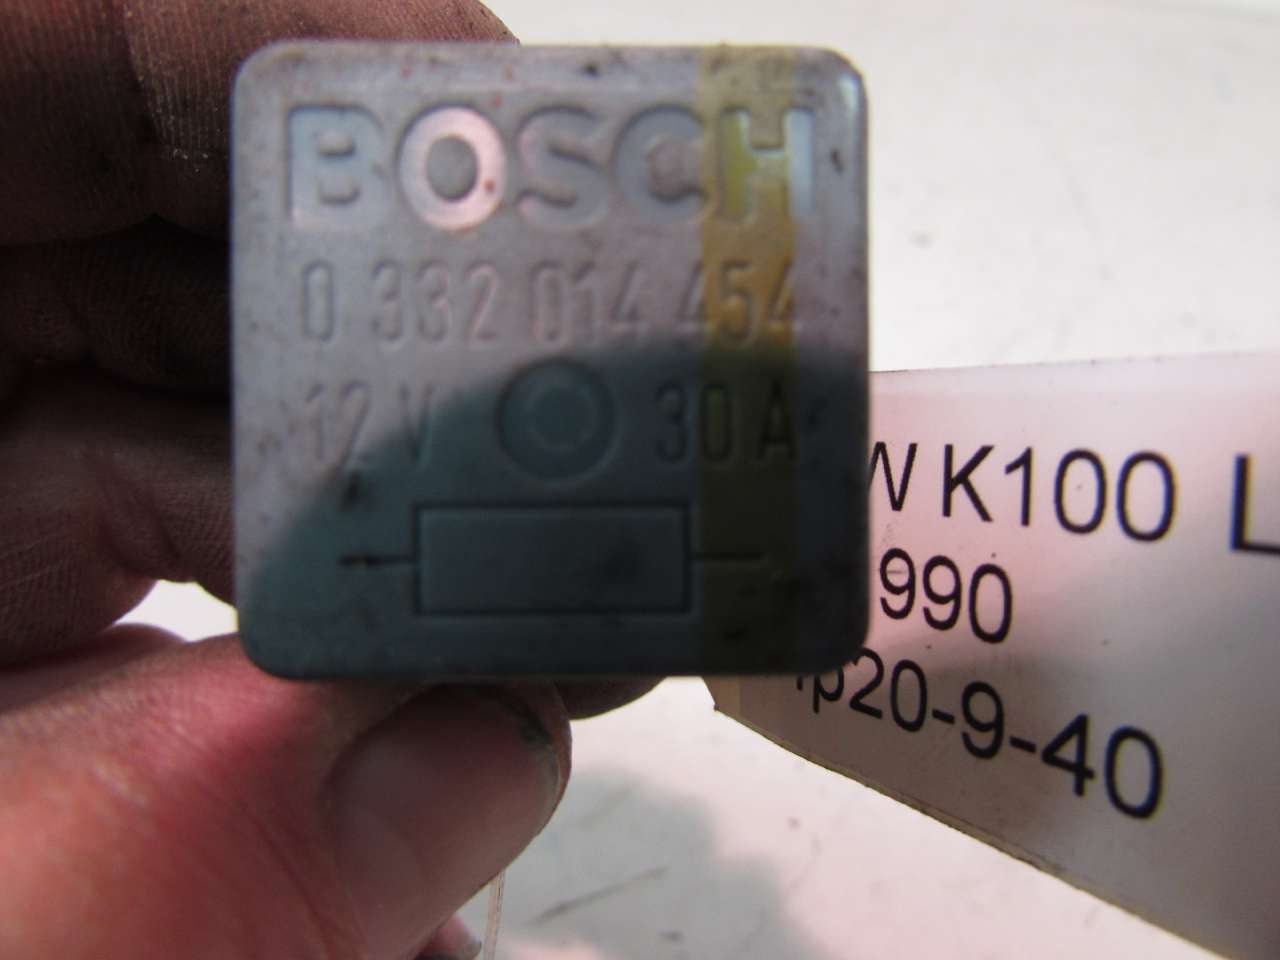 BOSCH
0 332 014 454
12 V 30 A
W K100 L
990
p20-9-40